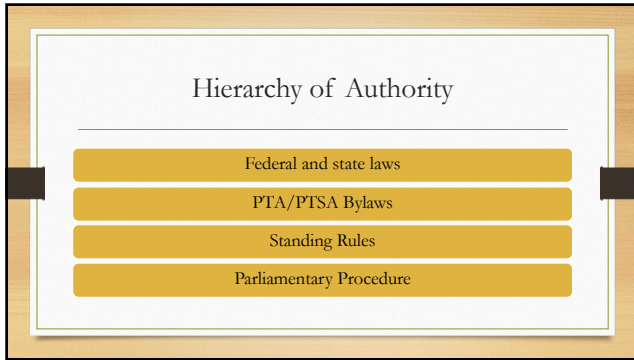 Hierarchy of Authority
Federal and state laws
PTA/PTSA Bylaws
Standing Rules
Parliamentary Procedure